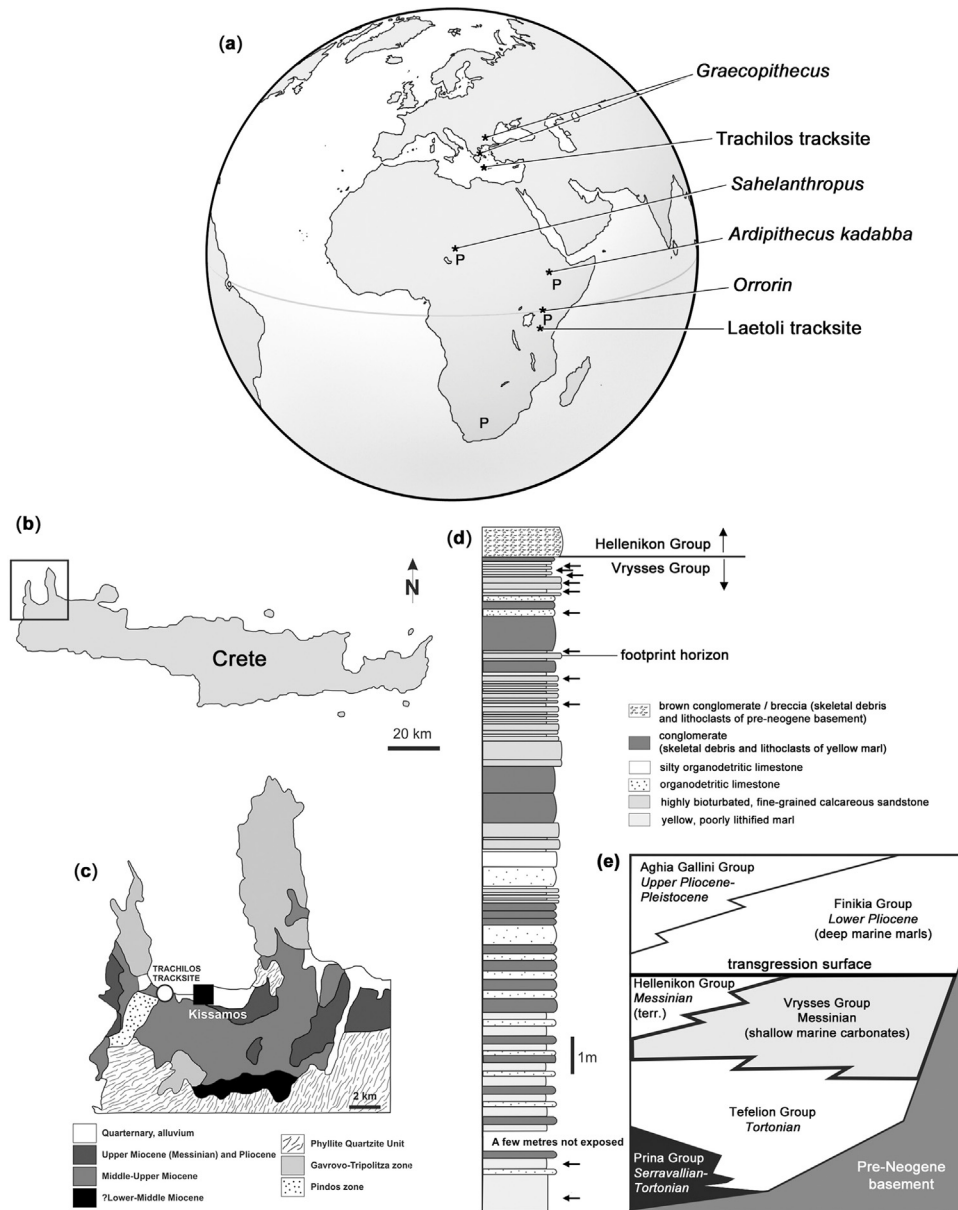 (a)
Graecopithecus
Trachilos tracksite
Sahelanthropus
Ardipithecus kadabba
Orrorin
Laetoli tracksite
P
P
P
P
(b)
N
Crete
20 km
(c)
TRACHILOS
TRACKSITE
Kissamos
2 km
Quarternary, alluvium
Upper Miocene (Messinian) and Pliocene
Middle-Upper Miocene
?Lower-Middle Miocene
Phyllite Quartzite Unit
Gavrovo-Tripolitza zone
Pindos zone
(d)
Hellenikon Group
Vrysses Group
footprint horizon
brown conglomerate / breccia (skeletal debris
and lithoclasts of pre-neogene basement)
conglomerate
(skeletal debris and lithoclasts of yellow marl)
silty organodetritic limestone
organodetritic limestone
highly bioturbated, fine-grained calcareous sandstone
yellow, poorly lithified marl
1m
A few metres not exposed
(e)
Aghia Gallini Group
Upper Pliocene-
Pleistocene
Finikia Group
Lower Pliocene
(deep marine marls)
transgression surface
Hellenikon Group
Messinian
(terr.)
Vrysses Group
Messinian
(shallow marine carbonates)
Tefelion Group
Tortonian
Prina Group
Serravallian-
Tortonian
Pre-Neogene
basement